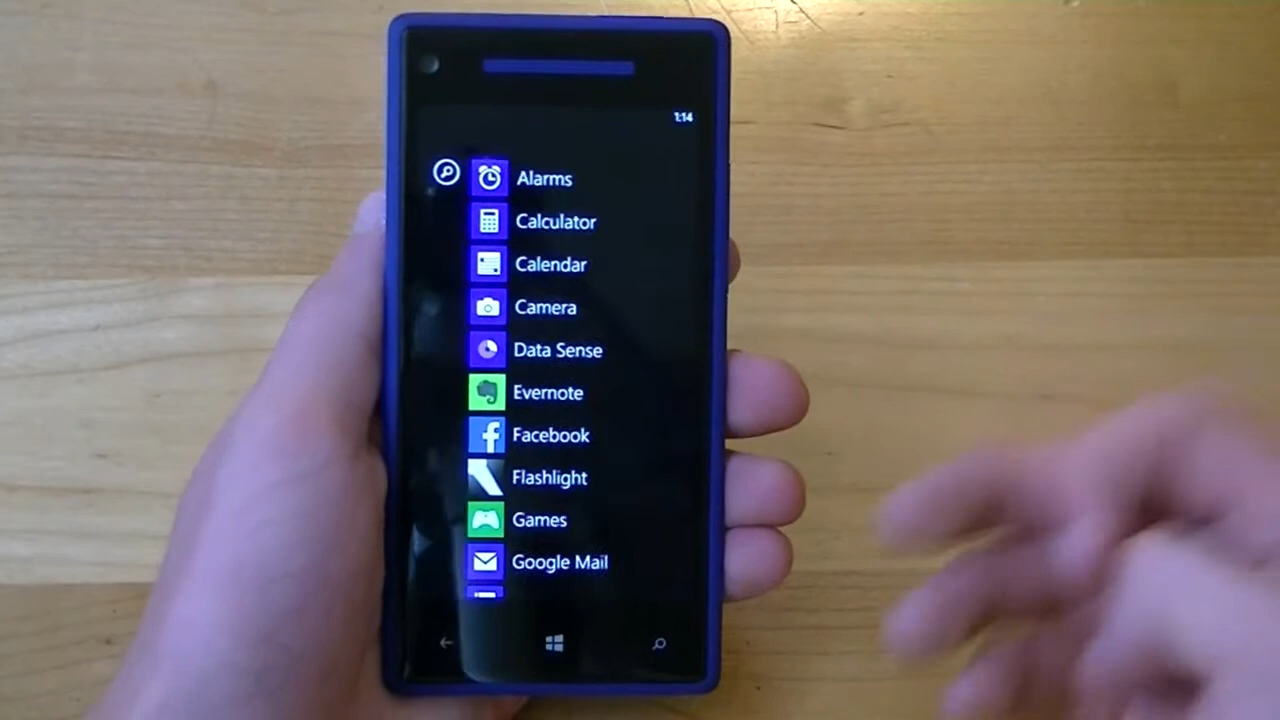 1:14
Alarms
Calculator
Calendar
Camera
Data Sense
Evernote
Facebook
Flashlight
Games
Google Mail